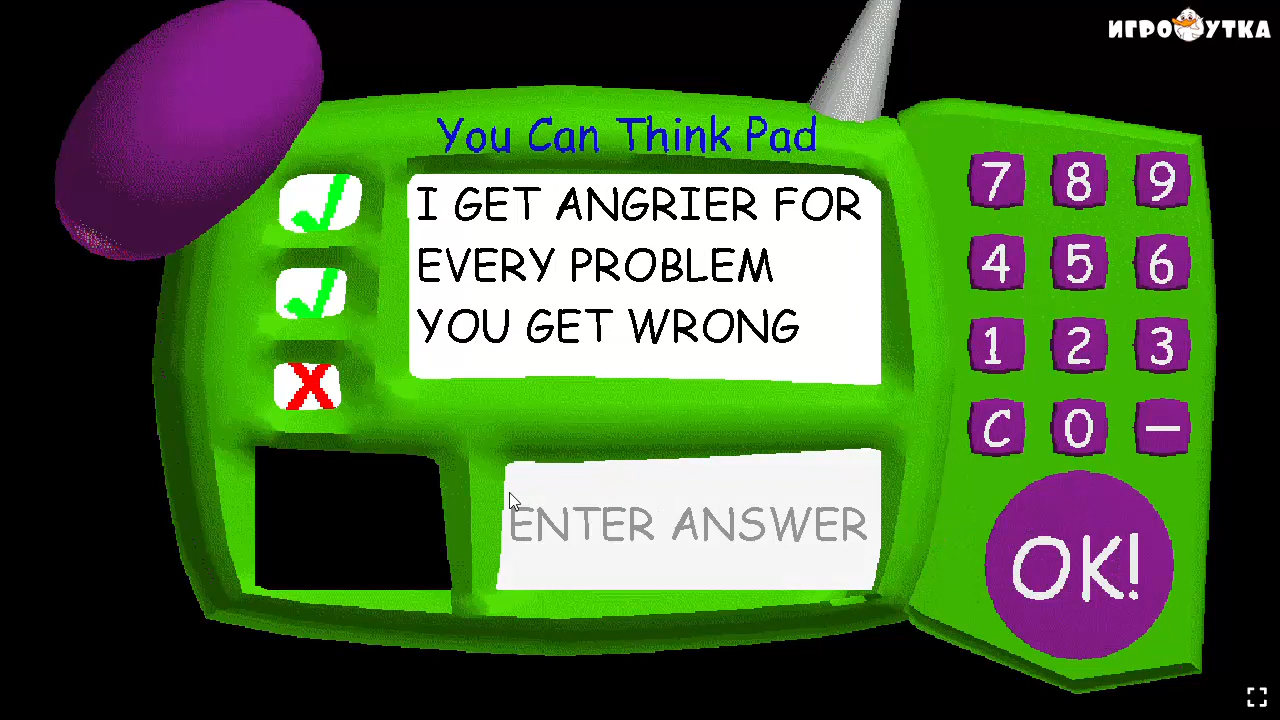 ИГРОУТКА
You Can Think Pad
I GET ANGRIER FOR
EVERY PROBLEM
YOU GET WRONG
7 8 9
4 5 6
1 2 3
C 0 —
ENTER ANSWER
OK!